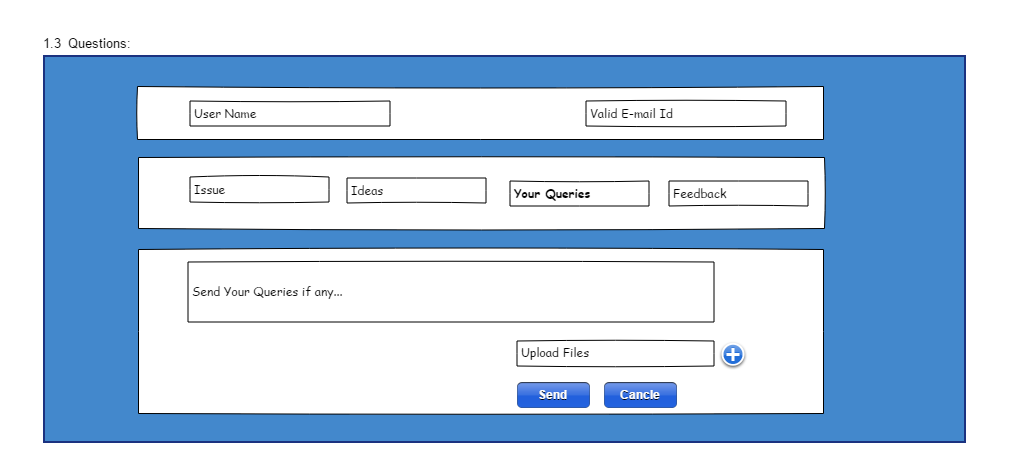 1.3 Questions:
User Name
Valid E-mail Id
Issue
Ideas
Your Queries
Feedback
Send Your Queries if any...
Upload Files
Send
Cancle